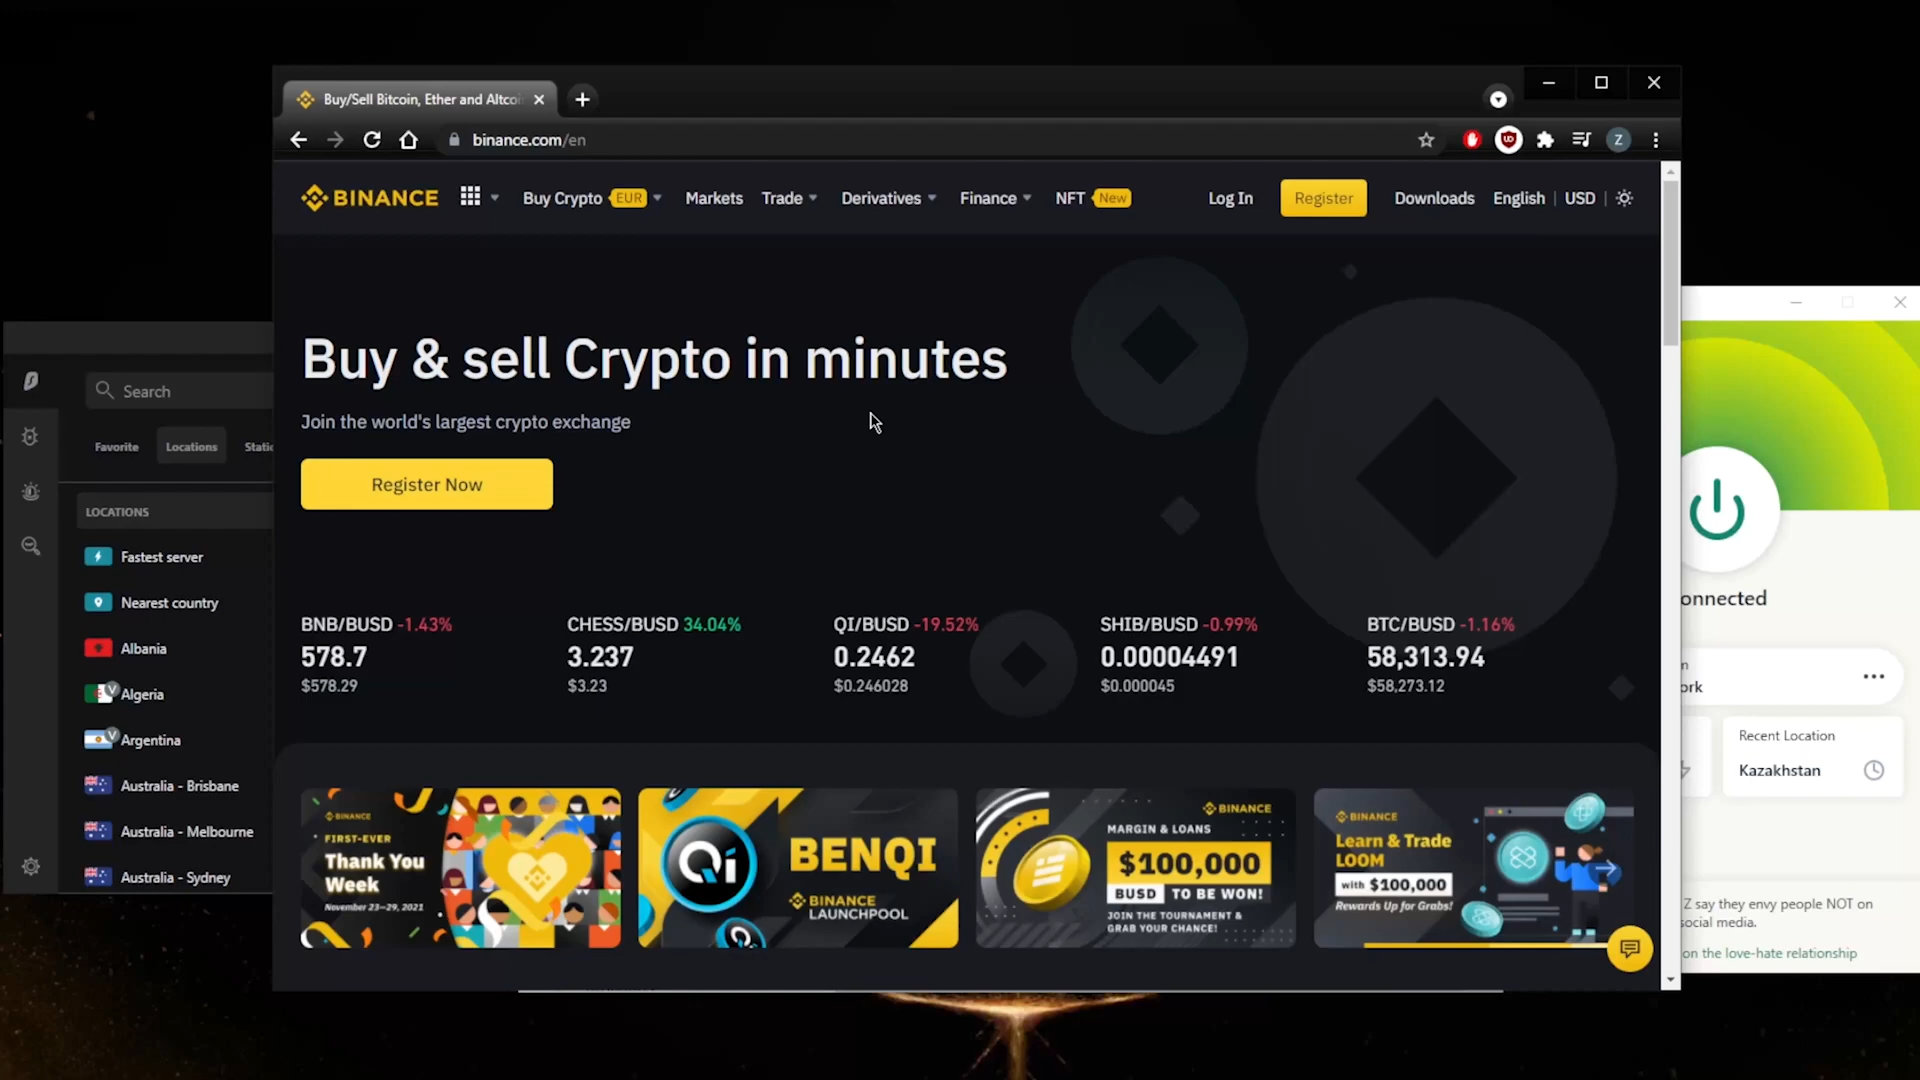 Buy/Sell Bitcoin, Ether and Altcoi
binance.com/en
Z
BINANCE
Buy Crypto EUR
Markets
Trade
Derivatives
Finance
NFT New
Log In
Register
Downloads
English
USD
Buy & sell Crypto in minutes
Join the world's largest crypto exchange
Register Now
BNB/BUSD -1.43%
578.7
$578.29
CHESS/BUSD 34.04%
3.237
$3.23
QI/BUSD -19.52%
0.2462
$0.246028
SHIB/BUSD -0.99%
0.00004491
$0.000045
BTC/BUSD -1.16%
58,313.94
$58,273.12
BINANCE
FIRST-EVER
Thank You
Week
November 23–29, 2021
Qi
BENQI
BINANCE
LAUNCHPOOL
BINANCE
MARGIN & LOANS
$100,000
BUSD TO BE WON!
JOIN THE TOURNAMENT &
GRAB YOUR CHANCE!
BINANCE
Learn & Trade
LOOM
with $100,000
Rewards Up for Grabs!
Search
Favorite
Locations
Static
LOCATIONS
Fastest server
Nearest country
Albania
V
Algeria
V
Argentina
Australia - Brisbane
Australia - Melbourne
Australia - Sydney
onnected
n
ork
Recent Location
Kazakhstan
Z say they envy people NOT on
social media.
on the love-hate relationship